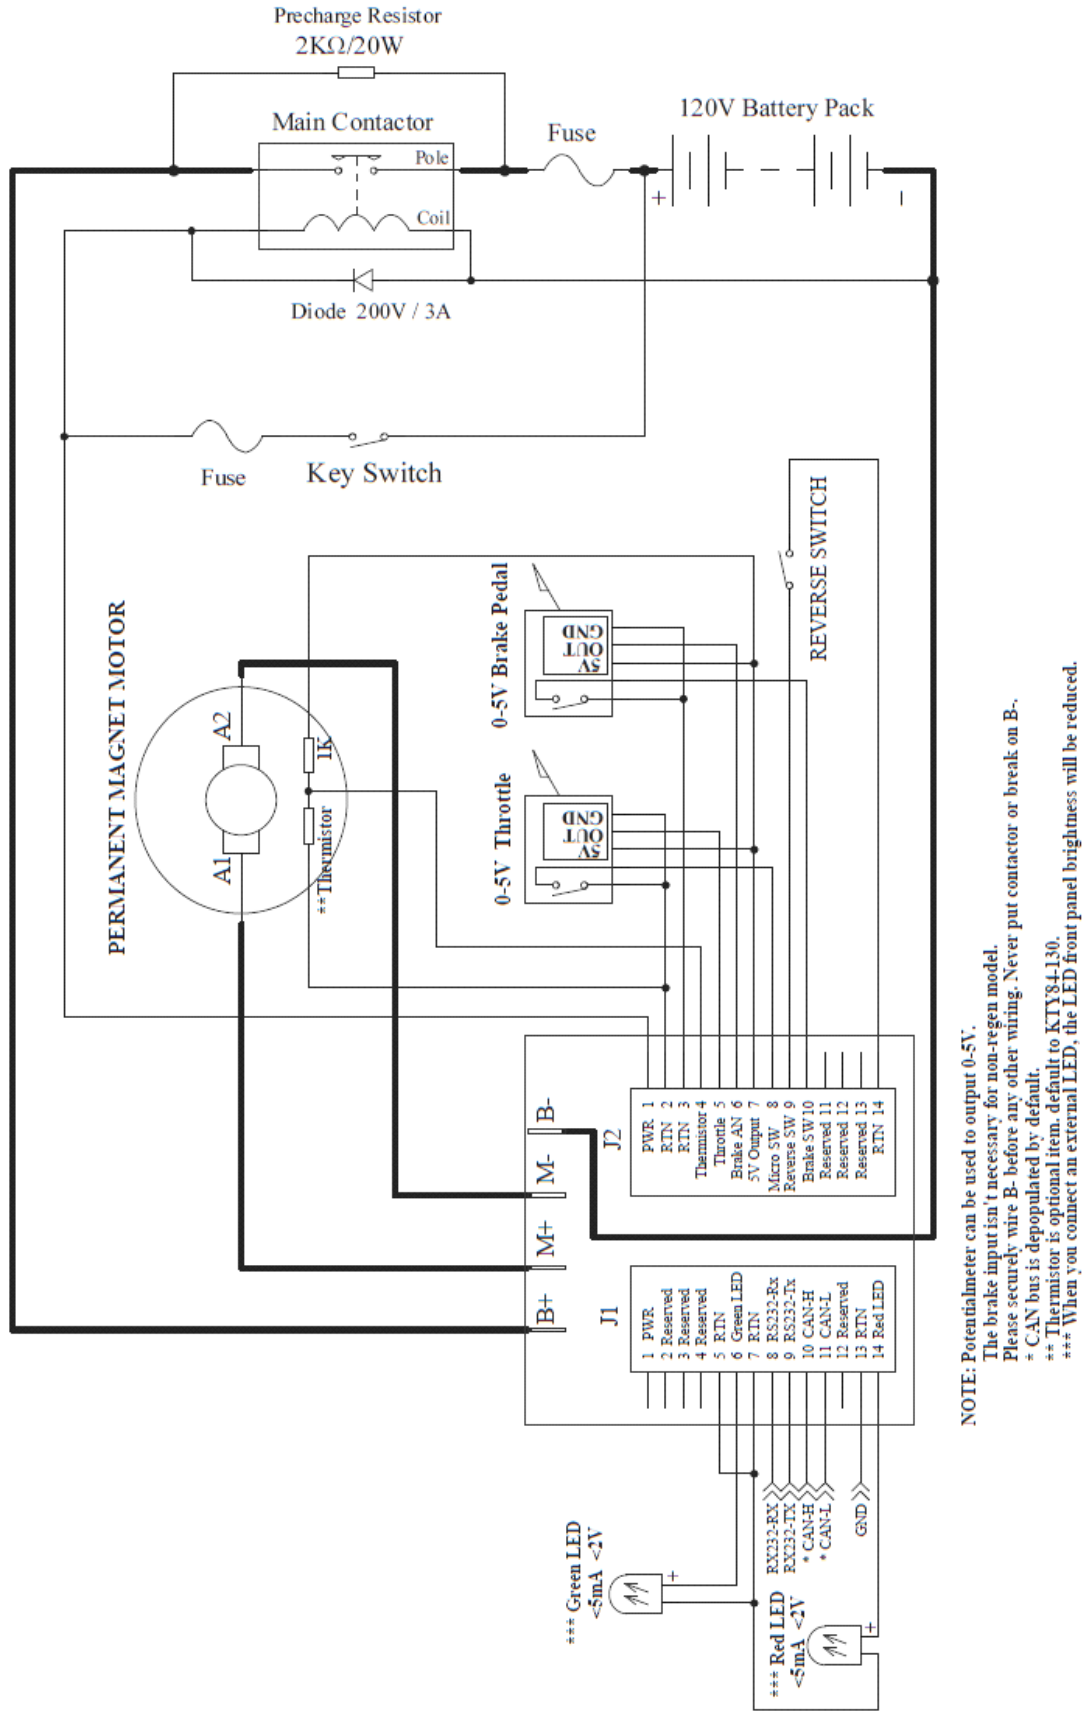 Precharge Resistor
2KΩ/20W
120V Battery Pack
Main Contactor
Fuse
Pole
+
-
Coil
Diode 200V / 3A
Fuse
Key Switch
REVERSE SWITCH
PERMANENT MAGNET MOTOR
A2
A1
1K
**Thermistor
0-5V Brake Pedal
GND
OUT
5V
0-5V Throttle
GND
OUT
5V
B-
M-
M+
B+
J2
PWR 1
RTN 2
RTN 3
Thermistor 4
Throttle 5
Brake AN 6
5V Output 7
Micro SW 8
Reverse SW 9
Brake SW 10
Reserved 11
Reserved 12
Reserved 13
RTN 14
J1
1 PWR
2 Reserved
3 Reserved
4 Reserved
5 RTN
6 Green LED
7 RTN
8 RS232-Rx
9 RS232-Tx
10 CAN-H
11 CAN-L
12 Reserved
13 RTN
14 Red LED
RX232-RX
RX232-TX
* CAN-H
* CAN-L
GND
*** Green LED
<5mA <2V
+
*** Red LED
<5mA <2V
+
NOTE: Potentialmeter can be used to output 0-5V.
The brake input isn't necessary for non-regen model.
Please securely wire B- before any other wiring. Never put contactor or break on B-.
* CAN bus is depopulated by default.
** Thermistor is optional item. default to KTY84-130.
*** When you connect an external LED, the LED front panel brightness will be reduced.